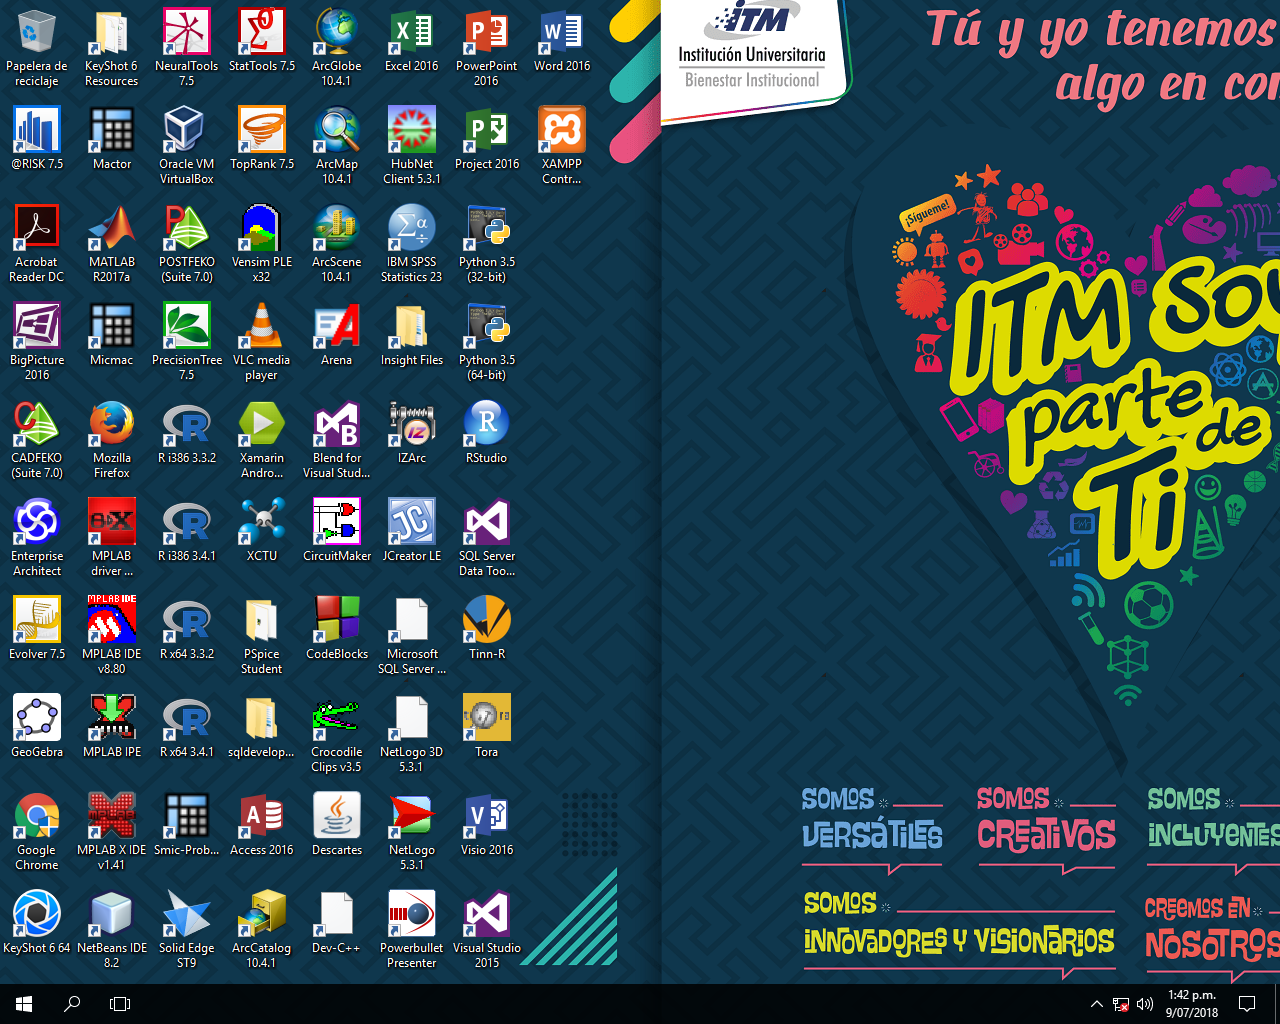 Papelera de
reciclaje
KeyShot 6
Resources
NeuralTools
7.5
StatTools 7.5
ArcGlobe
10.4.1
Excel 2016
PowerPoint
2016
Word 2016
@RISK 7.5
Mactor
Oracle VM
VirtualBox
TopRank 7.5
ArcMap
10.4.1
HubNet
Client 5.3.1
Project 2016
XAMPP
Contr...
Acrobat
Reader DC
MATLAB
R2017a
POSTFEKO
(Suite 7.0)
Vensim PLE
x32
ArcScene
10.4.1
IBM SPSS
Statistics 23
Python 3.5
(32-bit)
BigPicture
2016
Micmac
PrecisionTree
7.5
VLC media
player
Arena
Insight Files
Python 3.5
(64-bit)
CADFEKO
(Suite 7.0)
Mozilla
Firefox
R i386 3.3.2
Xamarin
Andro...
Blend for
Visual Stud...
IZArc
RStudio
Enterprise
Architect
MPLAB
driver ...
R i386 3.4.1
XCTU
CircuitMaker
JCreator LE
SQL Server
Data Too...
Evolver 7.5
MPLAB IDE
MPLAB IDE
v8.80
R x64 3.3.2
PSpice
Student
CodeBlocks
Microsoft
SQL Server ...
Tinn-R
GeoGebra
MPLAB IPE
R x64 3.4.1
sqldevelop...
Crocodile
Clips v3.5
NetLogo 3D
5.3.1
Tora
Google
Chrome
MPLAB X IDE
v1.41
Smic-Prob...
Access 2016
Descartes
NetLogo
5.3.1
Visio 2016
KeyShot 6 64
NetBeans IDE
8.2
Solid Edge
ST9
ArcCatalog
10.4.1
Dev-C++
Powerbullet
Presenter
Visual Studio
2015
iTM
Institución Universitaria
Bienestar Institucional
Tú y yo tenemos
algo en con
¡Sígueme!
ITM soy
parte
de
Ti
SOMOS
VERSÁTILES
SOMOS
CREATIVOS
SOMOS
INCLUYENTES
SOMOS
INNOVADORES Y VISIONARIOS
CREEMOS EN
NOSOTROS
1:42 p.m.
9/07/2018